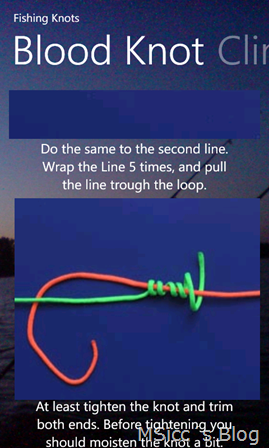 Fishing Knots
Blood Knot Clin
Do the same to the second line.
Wrap the Line 5 times, and pull
the line trough the loop.
At least tighten the knot and trim
both ends. Before tightening you
should moisten the knot a bit.
MSicc´s Blog